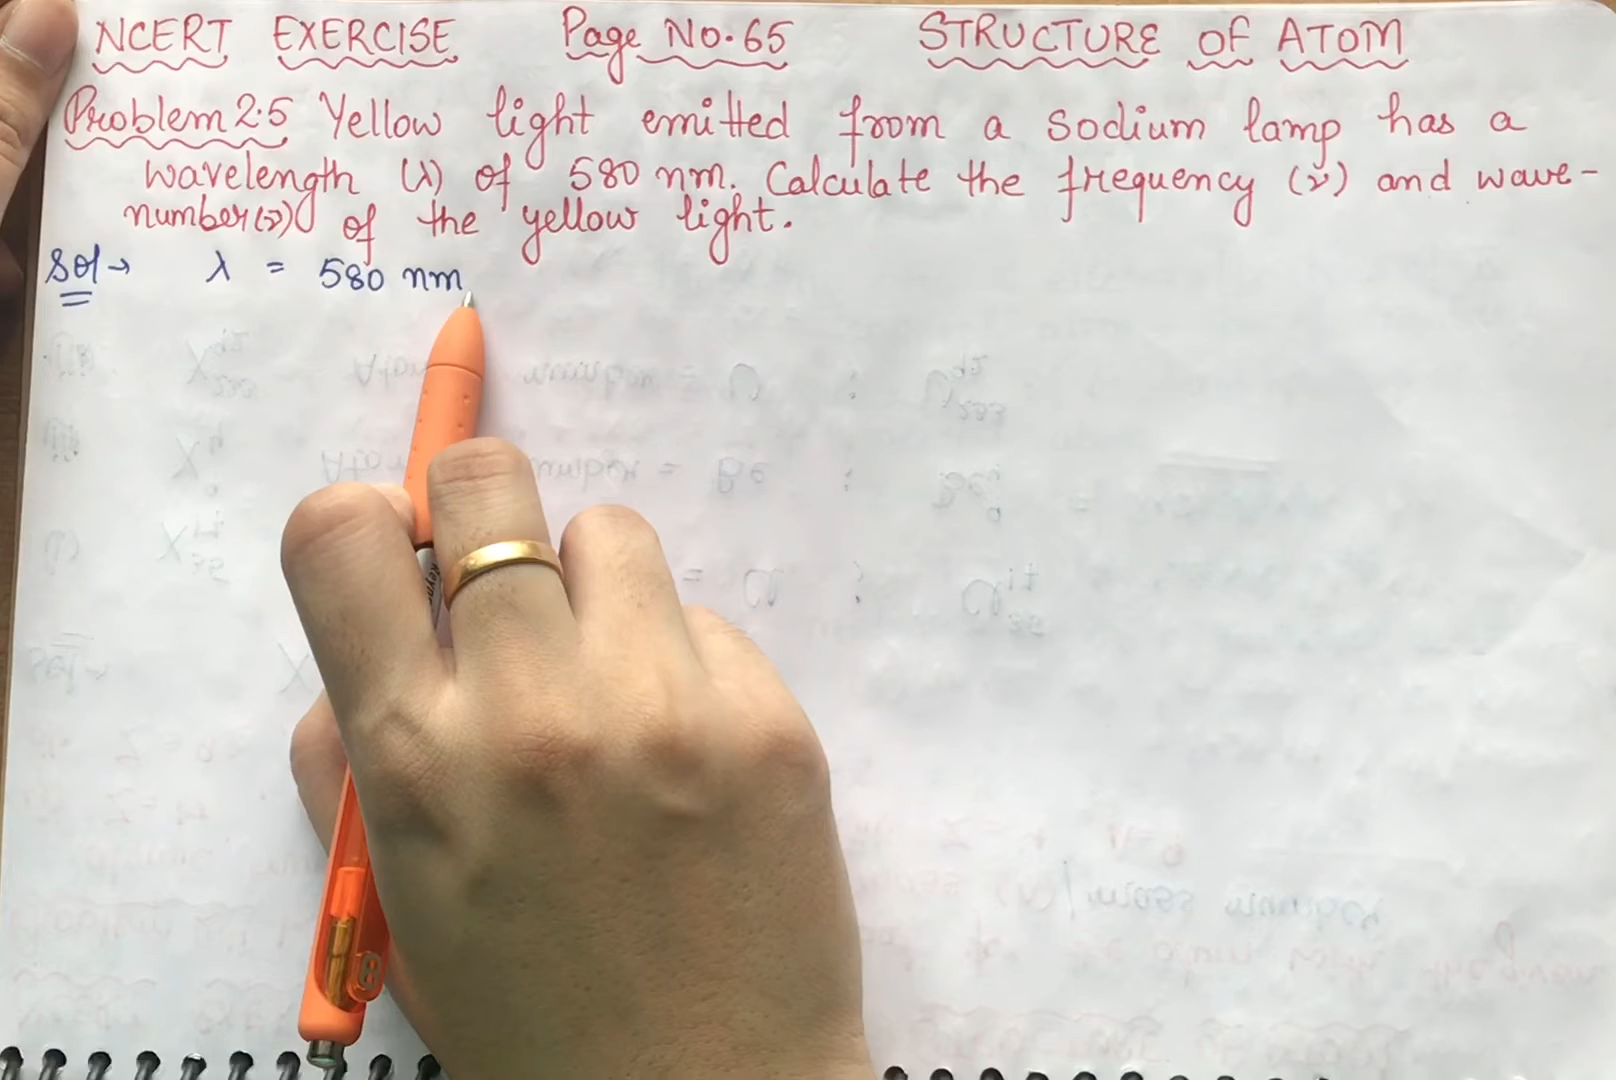 NCERT EXERCISE Page No. 65 STRUCTURE OF ATOM
Problem 2.5 Yellow light emitted from a sodium lamp has a
wavelength (λ) of 580 nm. Calculate the frequency (ν) and wave-
number(ν̄) of the yellow light.
Sol→ λ = 580 nm